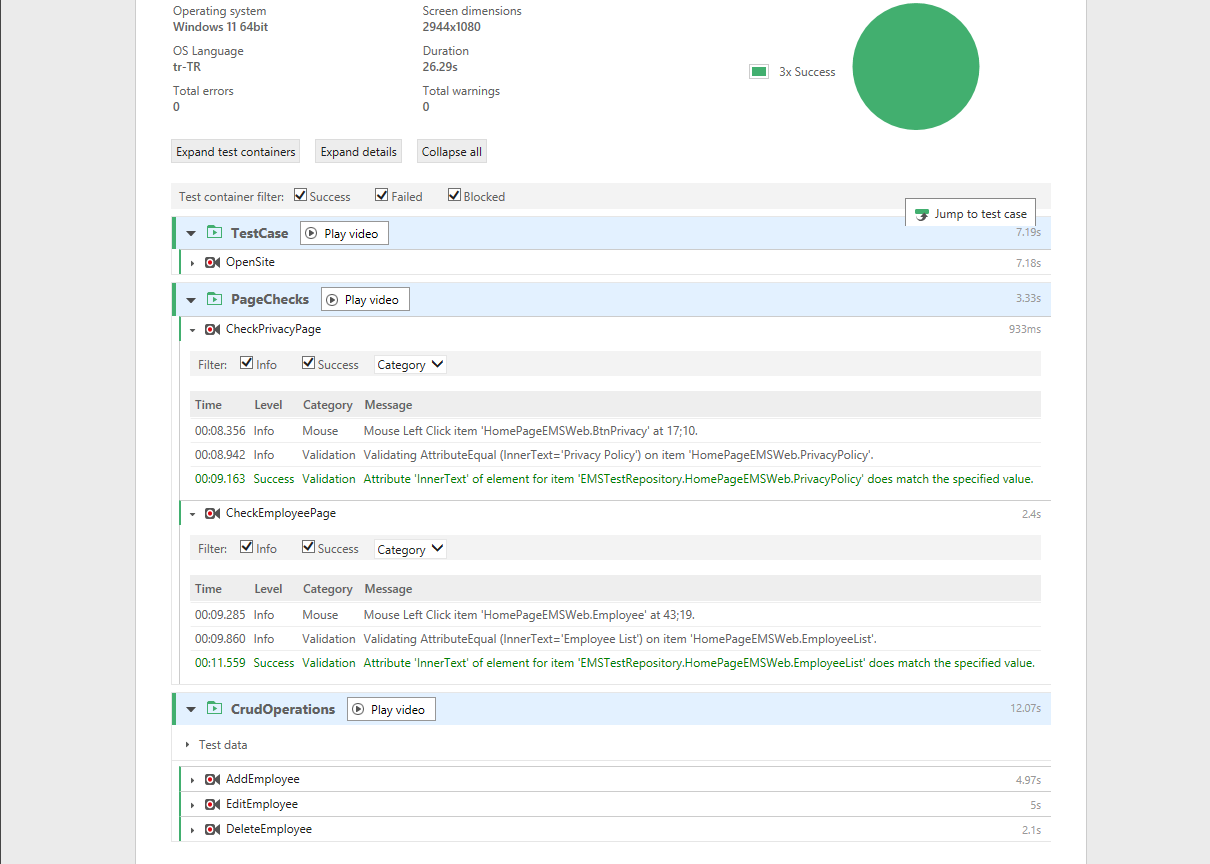 Operating system Screen dimensions
Windows 11 64bit 2944x1080
OS Language Duration
tr-TR 26.29s
3x Success
Total errors Total warnings
0 0
Expand test containers Expand details Collapse all
Test container filter: Success Failed Blocked
Jump to test case
TestCase Play video 7.19s
OpenSite 7.18s
PageChecks Play video 3.33s
CheckPrivacyPage 933ms
Filter: Info Success Category
Time Level Category Message
00:08.356 Info Mouse Mouse Left Click item 'HomePageEMSWeb.BtnPrivacy' at 17;10.
00:08.942 Info Validation Validating AttributeEqual (InnerText='Privacy Policy') on item 'HomePageEMSWeb.PrivacyPolicy'.
00:09.163 Success Validation Attribute 'InnerText' of element for item 'EMSTestRepository.HomePageEMSWeb.PrivacyPolicy' does match the specified value.
CheckEmployeePage 2.4s
Filter: Info Success Category
Time Level Category Message
00:09.285 Info Mouse Mouse Left Click item 'HomePageEMSWeb.Employee' at 43;19.
00:09.860 Info Validation Validating AttributeEqual (InnerText='Employee List') on item 'HomePageEMSWeb.EmployeeList'.
00:11.559 Success Validation Attribute 'InnerText' of element for item 'EMSTestRepository.HomePageEMSWeb.EmployeeList' does match the specified value.
CrudOperations Play video 12.07s
Test data
AddEmployee 4.97s
EditEmployee 5s
DeleteEmployee 2.1s